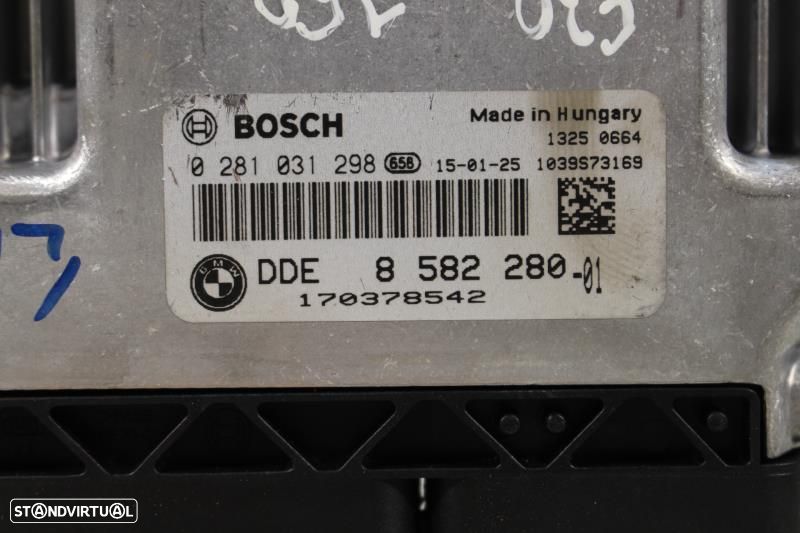 BOSCH
Made in Hungary
1325 0664
0 281 031 298 658 15-01-25 1039S73169
BMW DDE 8 582 280-01
170378542
STANDVIRTUAL